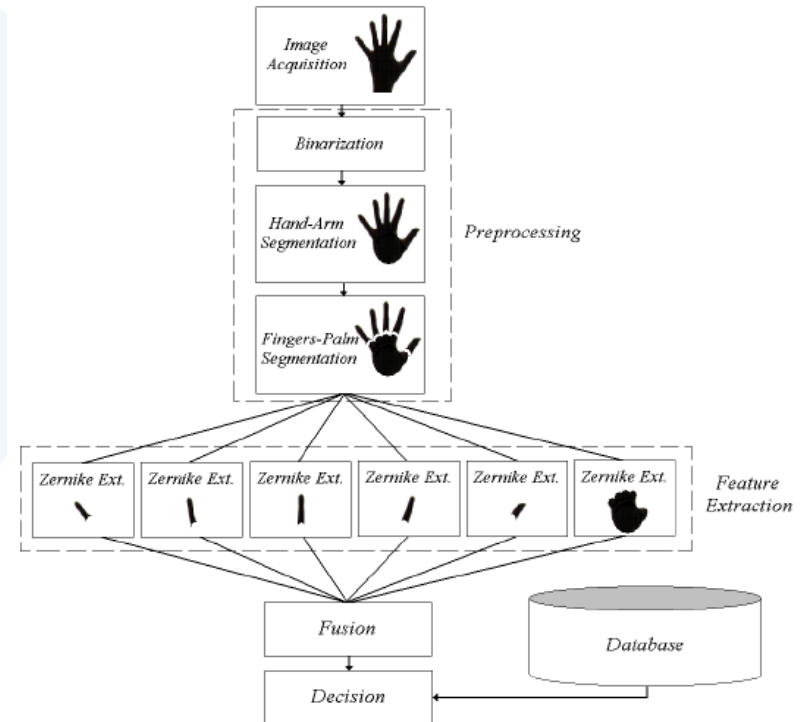 Image
Acquisition
Binarization
Hand-Arm
Segmentation
Preprocessing
Fingers-Palm
Segmentation
Zernike Ext.
Zernike Ext.
Zernike Ext.
Zernike Ext.
Zernike Ext.
Zernike Ext.
Feature
Extraction
Fusion
Database
Decision